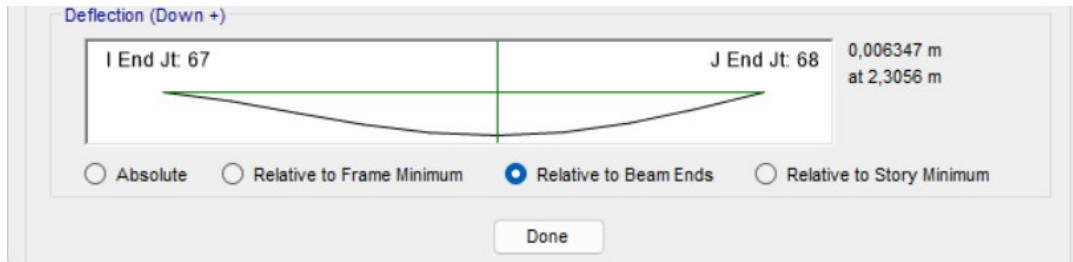 Deflection (Down +)
I End Jt: 67
J End Jt: 68
0,006347 m
at 2,3056 m
Absolute
Relative to Frame Minimum
Relative to Beam Ends
Relative to Story Minimum
Done